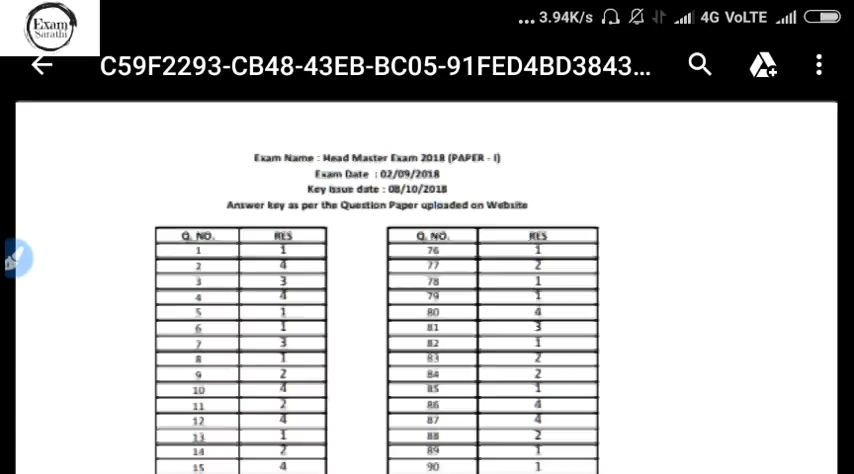 Exam
Sarathi
... 3.94K/s 4G VoLTE
C59F2293-CB48-43EB-BC05-91FED4BD3843...
Exam Name : Head Master Exam 2018 (PAPER - I)
Exam Date : 02/09/2018
Key issue date : 08/10/2018
Answer key as per the Question Paper uploaded on Website
Q. NO. RES Q. NO. RES
1 1 76 1
2 4 77 2
3 3 78 1
4 4 79 1
5 1 80 4
6 1 81 3
7 3 82 1
8 1 83 2
9 2 84 2
10 4 85 1
11 2 86 4
12 4 87 4
13 1 88 2
14 2 89 1
15 4 90 1